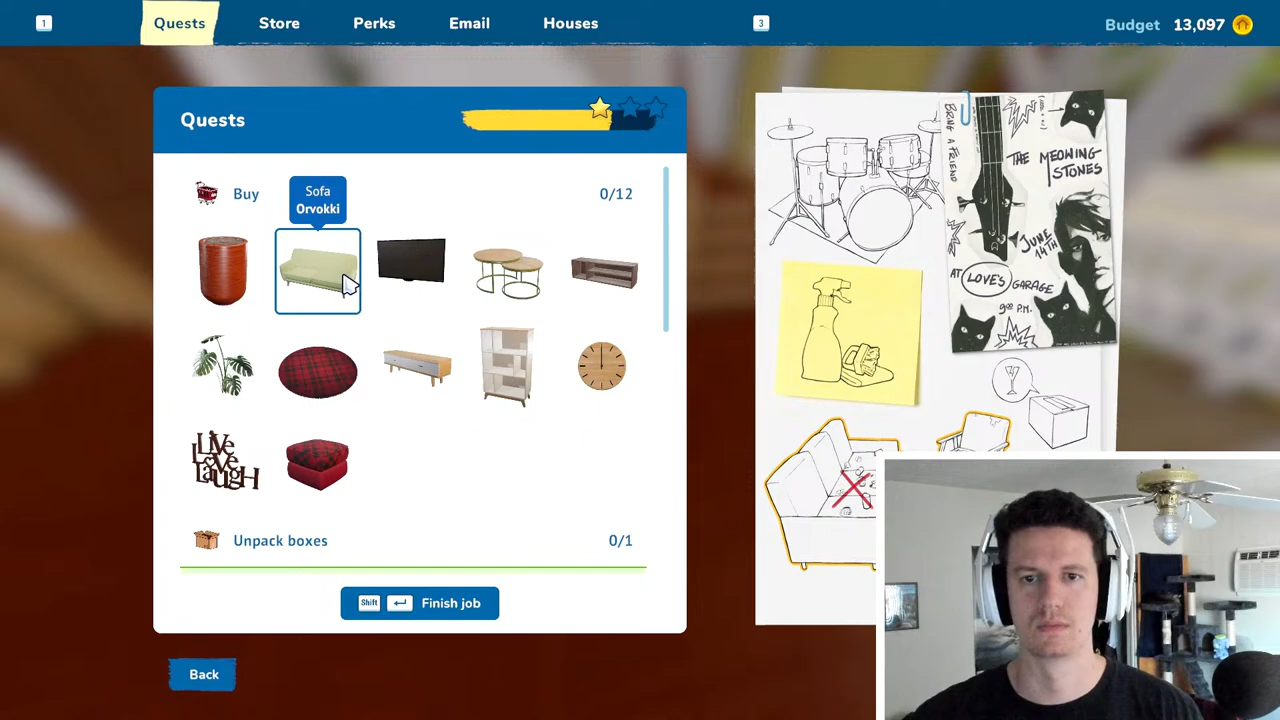 1
Quests
Store
Perks
Email
Houses
3
Budget 13,097
Quests
Buy
0/12
Sofa
Orvokki
LIVE
LOVE
LAUGH
Unpack boxes
0/1
Shift
Finish job
Back
BRING A FRIEND
THE MEOWING
STONES
JUNE
14TH
AT LOVE'S GARAGE
900 P.M.